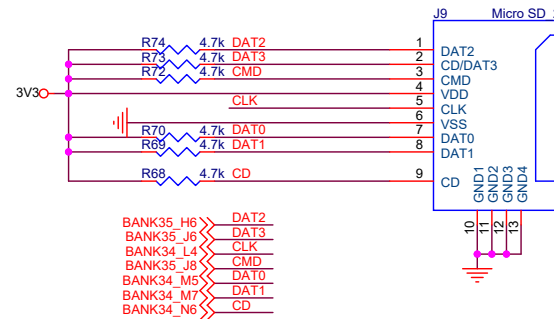 J9 Micro SD
R74 4.7k DAT2 1 DAT2
R73 4.7k DAT3 2 CD/DAT3
R72 4.7k CMD 3 CMD
3V3 4 VDD
CLK 5 CLK
6 VSS
R70 4.7k DAT0 7 DAT0
R69 4.7k DAT1 8 DAT1
R68 4.7k CD 9 CD
GND1 GND2 GND3 GND4
10 11 12 13
BANK35_H6 DAT2
BANK35_J6 DAT3
BANK34_L4 CLK
BANK35_J8 CMD
BANK34_M5 DAT0
BANK34_M7 DAT1
BANK34_N6 CD